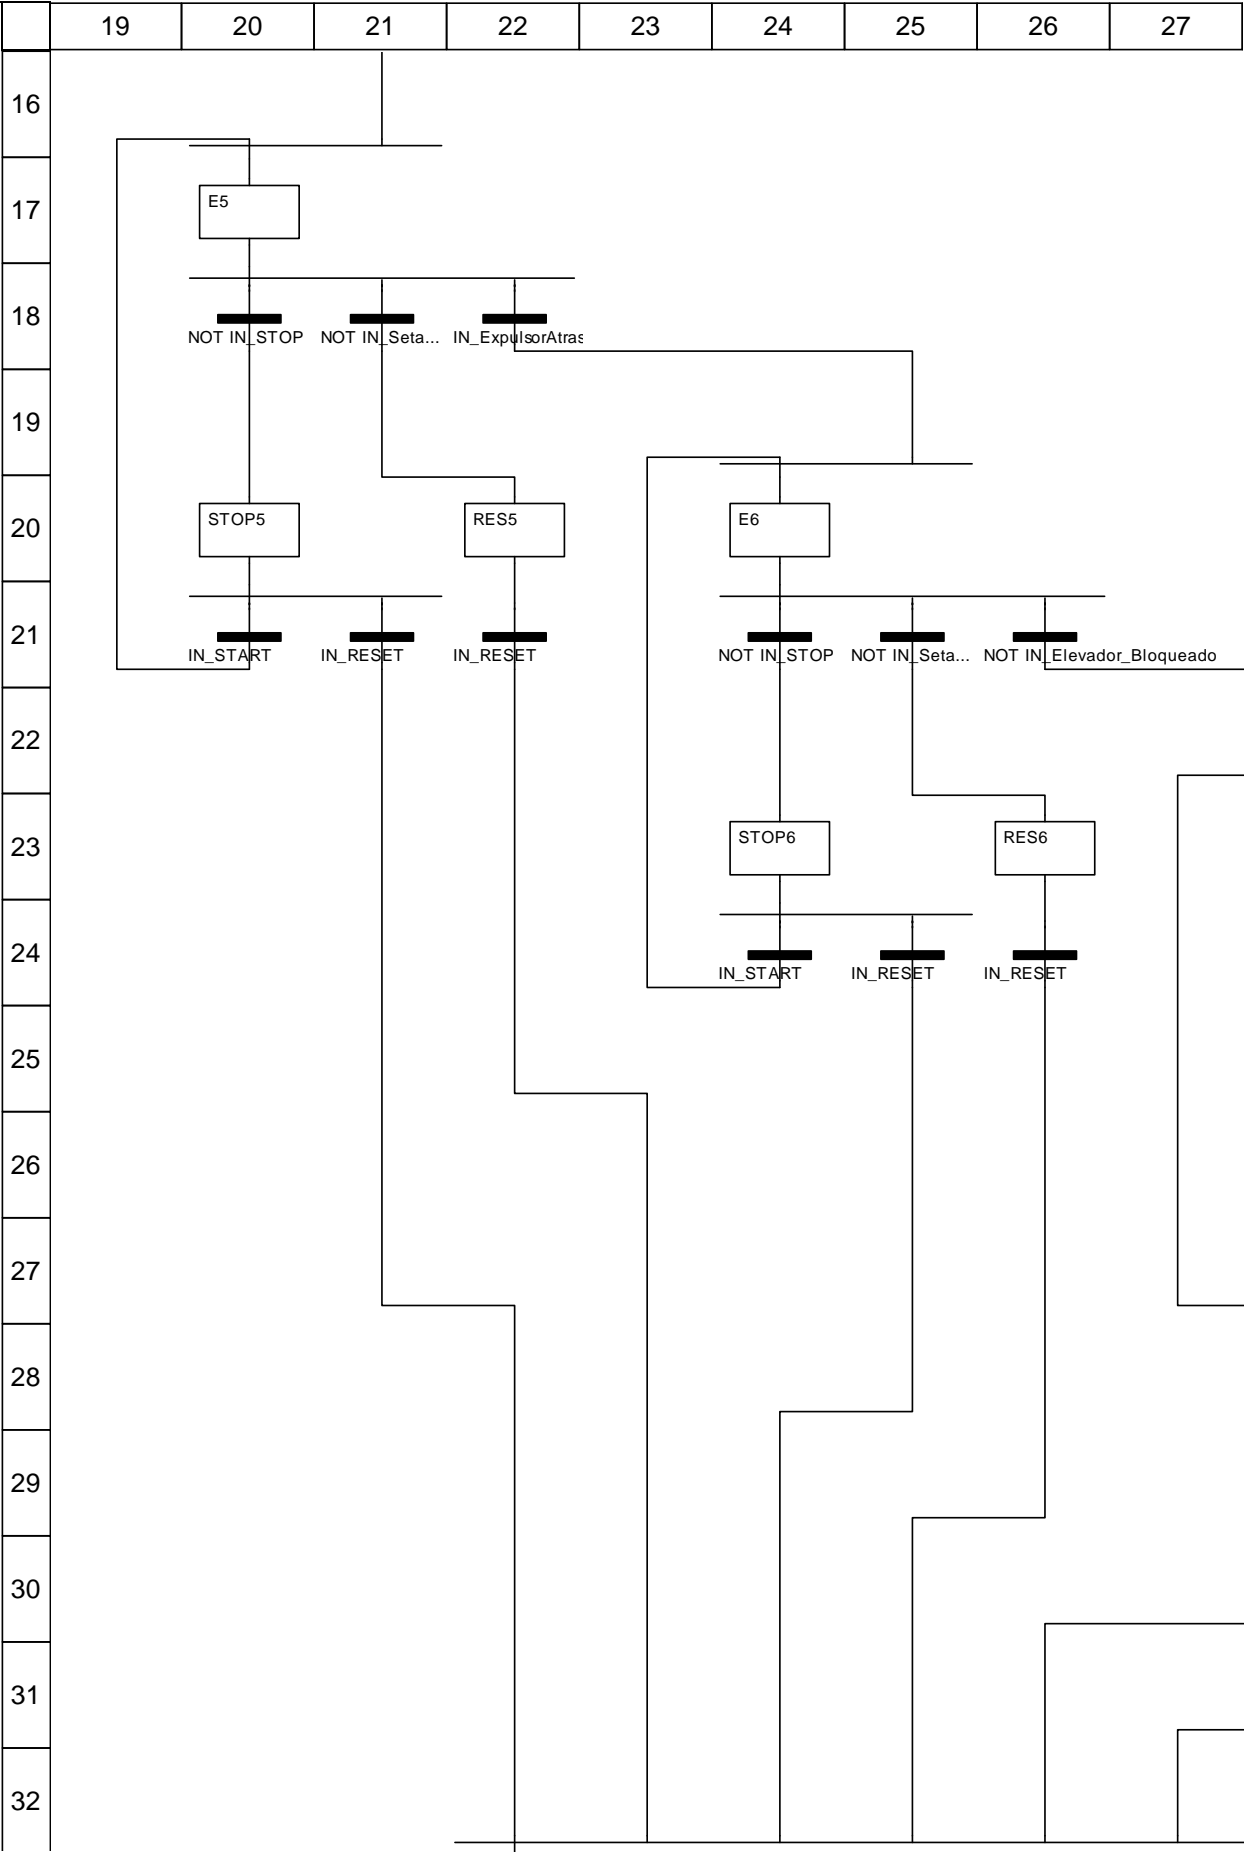 19 20 21 22 23 24 25 26 27
16
17
E5
18
NOT IN_STOP NOT IN_Seta... IN_ExpulsorAtras
19
20
STOP5 RES5 E6
21
IN_START IN_RESET IN_RESET NOT IN_STOP NOT IN_Seta... NOT IN_Elevador_Bloqueado
22
23
STOP6 RES6
24
IN_START IN_RESET IN_RESET
25
26
27
28
29
30
31
32